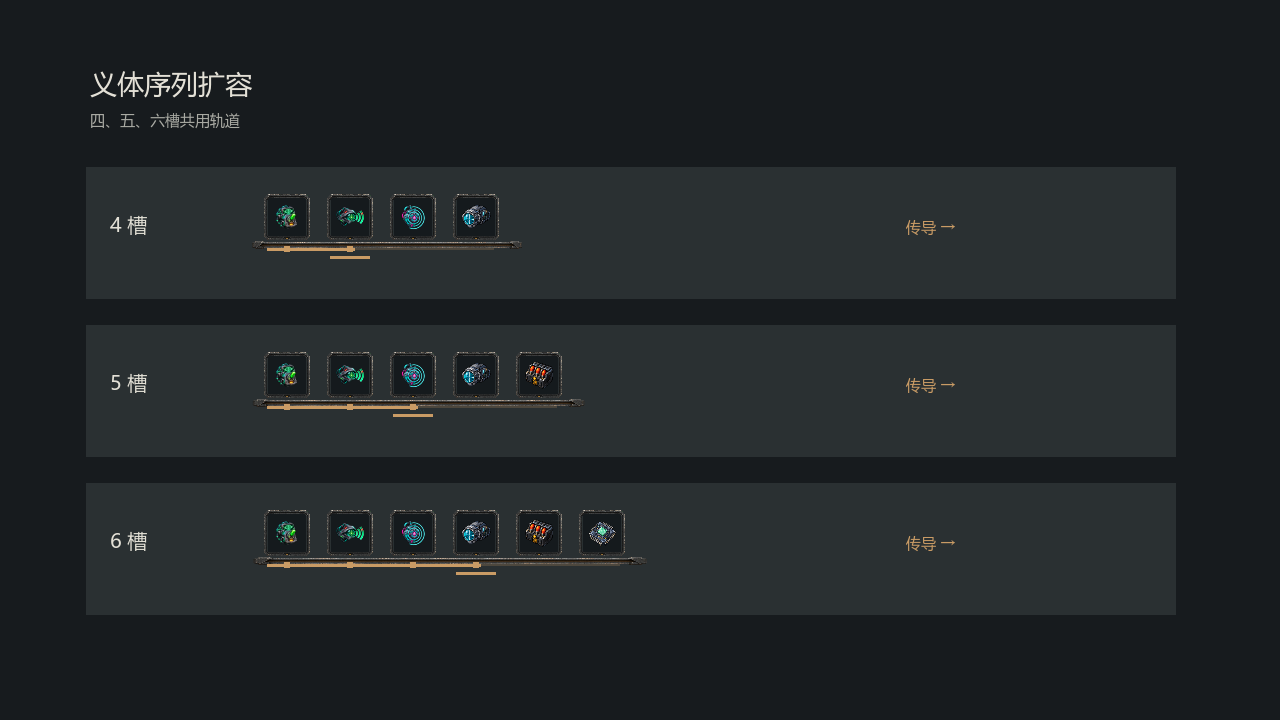 义体序列扩容
四、五、六槽共用轨道
4 槽
传导 →
5 槽
传导 →
6 槽
传导 →